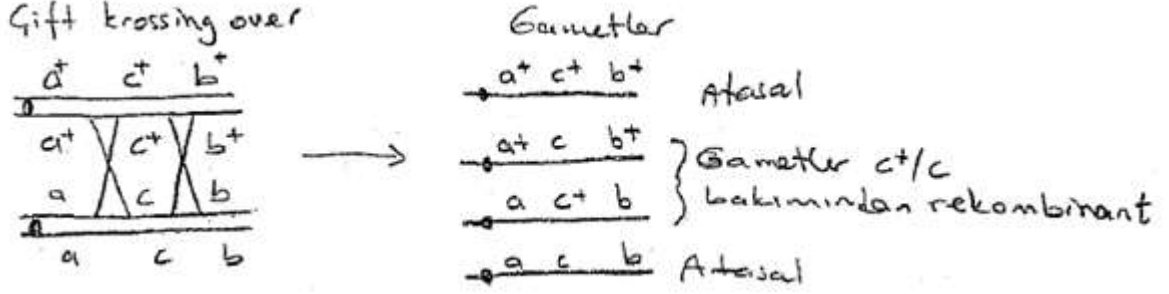 Çift krossing over
a⁺ c⁺ b⁺
a⁺ c⁺ b⁺
a c b
a c b
Gametler
a⁺ c⁺ b⁺ Atasal
a⁺ c b⁺
a c⁺ b
Gametler c⁺/c
bakımından rekombinant
a c b Atasal